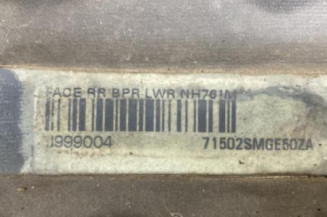 FACE RR BPR LWR NH761M
J999004 71502SMGE50ZA